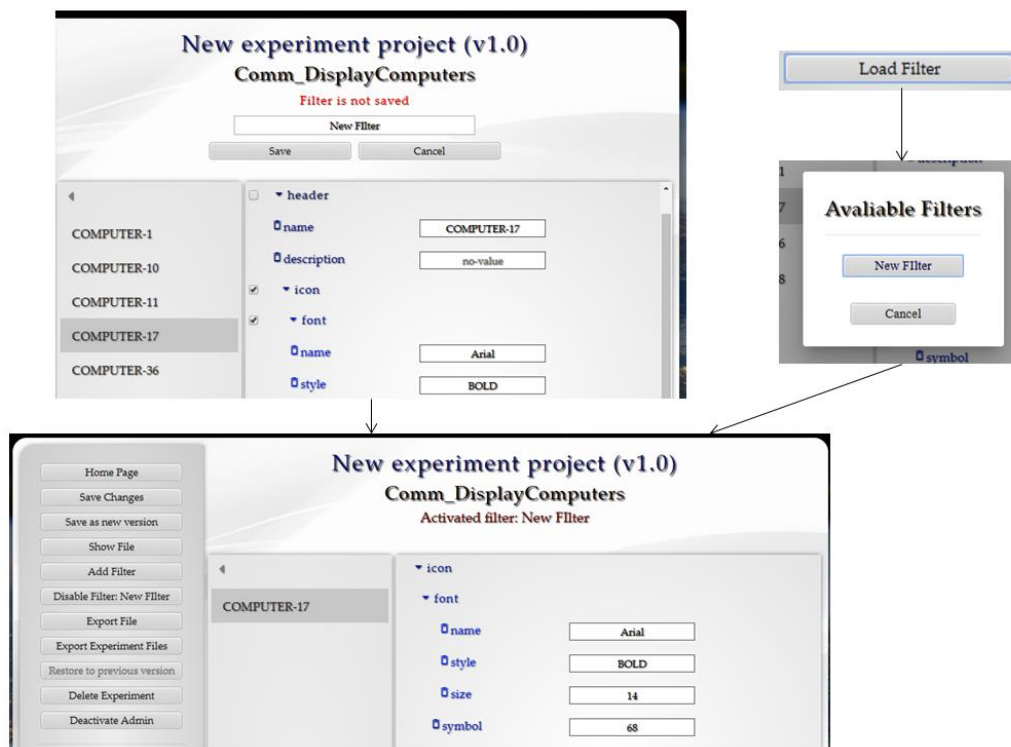 New experiment project (v1.0)
Comm_DisplayComputers
Filter is not saved
New FIlter
Save Cancel
header
name COMPUTER-17
description no-value
icon
font
name Arial
style BOLD
COMPUTER-1
COMPUTER-10
COMPUTER-11
COMPUTER-17
COMPUTER-36
Load Filter
description
1
7
6
8
Avaliable Filters
New FIlter
Cancel
symbol
Home Page
Save Changes
Save as new version
Show File
Add Filter
Disable Filter: New FIlter
Export File
Export Experiment Files
Restore to previous version
Delete Experiment
Deactivate Admin
New experiment project (v1.0)
Comm_DisplayComputers
Activated filter: New FIlter
COMPUTER-17
icon
font
name Arial
style BOLD
size 14
symbol 68